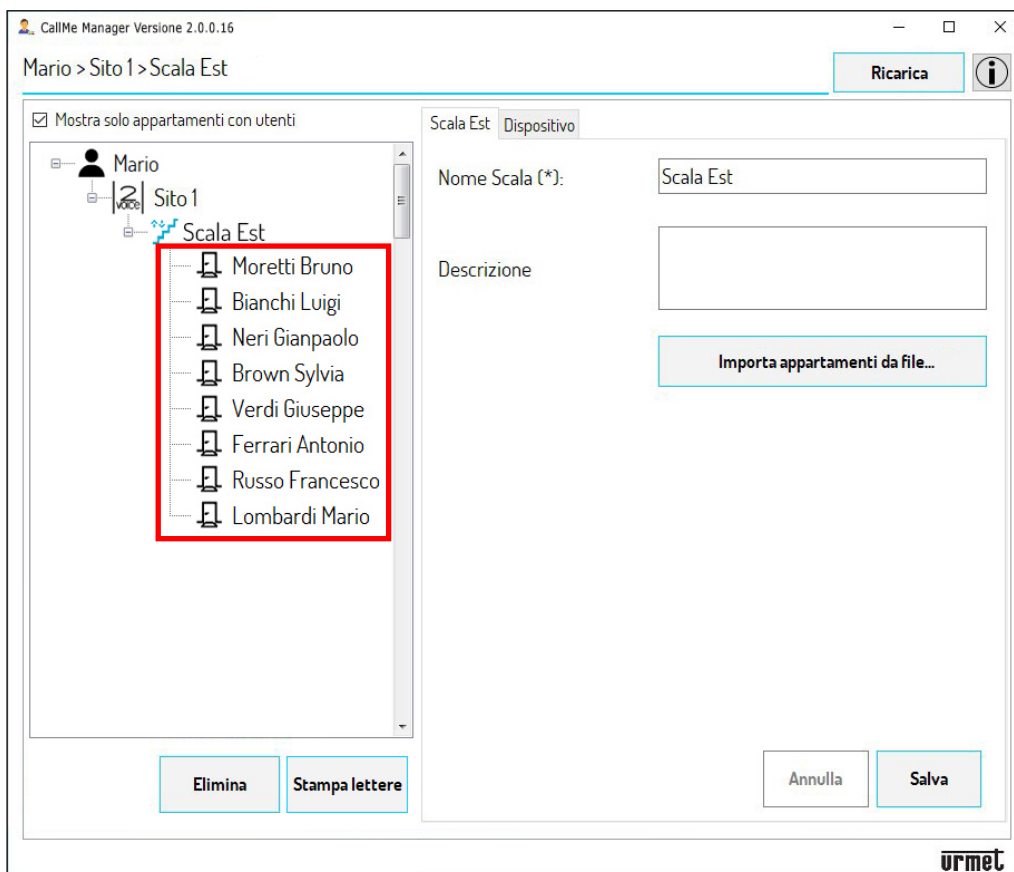 CallMe Manager Versione 2.0.0.16
Mario > Sito 1 > Scala Est
Ricarica
Mostra solo appartamenti con utenti
Mario
2 voice Sito 1
Scala Est
Moretti Bruno
Bianchi Luigi
Neri Gianpaolo
Brown Sylvia
Verdi Giuseppe
Ferrari Antonio
Russo Francesco
Lombardi Mario
Elimina
Stampa lettere
Scala Est Dispositivo
Nome Scala (*): Scala Est
Descrizione
Importa appartamenti da file...
Annulla
Salva
urmet